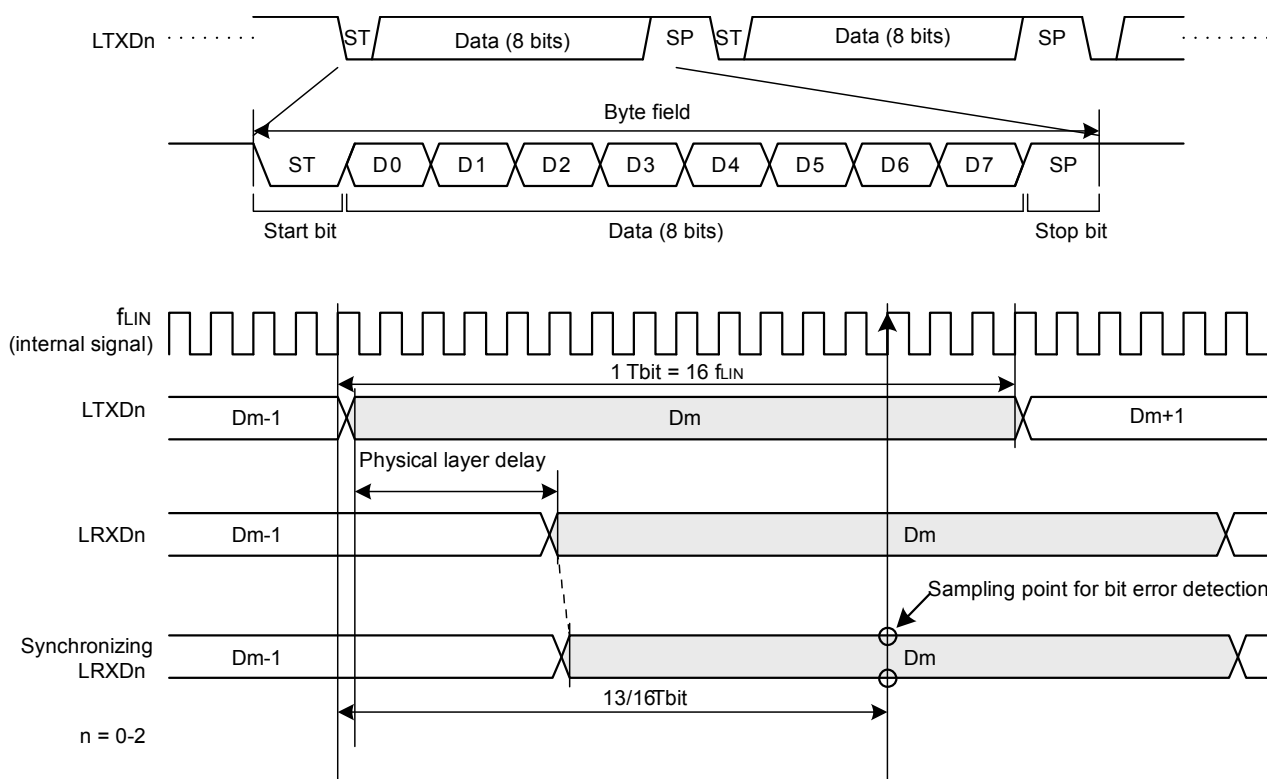 LTXDn ST Data (8 bits) SP ST Data (8 bits) SP
Byte field
ST D0 D1 D2 D3 D4 D5 D6 D7 SP
Start bit Data (8 bits) Stop bit
fLIN
(internal signal)
1 Tbit = 16 fLIN
LTXDn Dm-1 Dm Dm+1
Physical layer delay
LRXDn Dm-1 Dm
Sampling point for bit error detection
Synchronizing
LRXDn Dm-1 Dm
13/16Tbit
n = 0-2